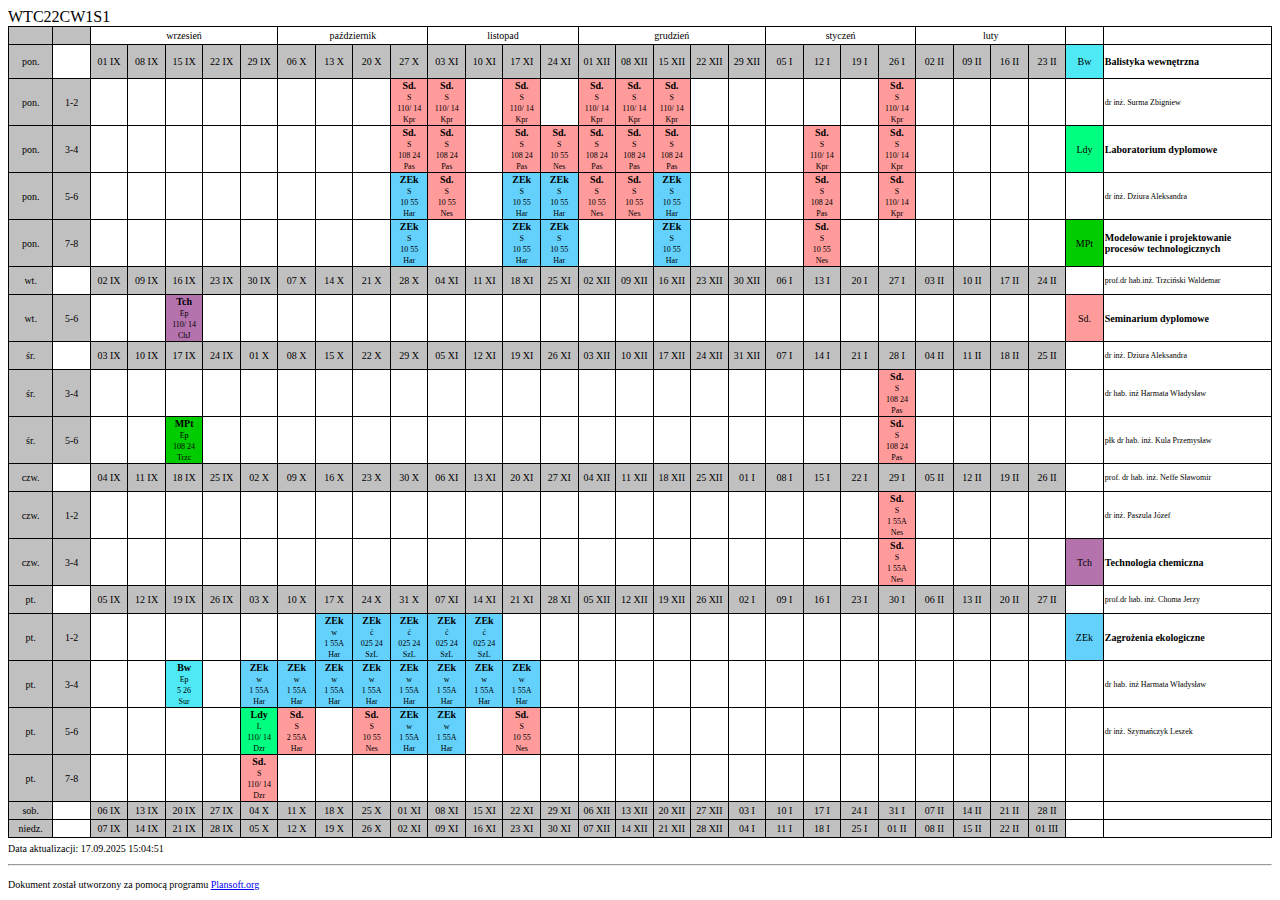 WTC22CW1S1
wrzesień październik listopad grudzień styczeń luty
pon. 01 IX 08 IX 15 IX 22 IX 29 IX 06 X 13 X 20 X 27 X 03 XI 10 XI 17 XI 24 XI 01 XII 08 XII 15 XII 22 XII 29 XII 05 I 12 I 19 I 26 I 02 II 09 II 16 II 23 II Bw Balistyka wewnętrzna
pon. 1-2 dr inż. Surma Zbigniew
Sd. Sd. Sd. Sd. Sd. Sd. Sd.
S S S S S S S
110/ 14 110/ 14 110/ 14 110/ 14 110/ 14 110/ 14 110/ 14
Kpr Kpr Kpr Kpr Kpr Kpr Kpr
pon. 3-4 Ldy Laboratorium dyplomowe
Sd. Sd. Sd. Sd. Sd. Sd. Sd. Sd. Sd.
S S S S S S S S S
108 24 108 24 108 24 10 55 108 24 108 24 108 24 110/ 14 110/ 14
Pas Pas Pas Nes Pas Pas Pas Kpr Kpr
pon. 5-6 dr inż. Dziura Aleksandra
ZEk Sd. ZEk ZEk Sd. Sd. ZEk Sd. Sd.
S S S S S S S S S
10 55 10 55 10 55 10 55 10 55 10 55 10 55 108 24 110/ 14
Har Nes Har Har Nes Nes Har Pas Kpr
pon. 7-8 MPt Modelowanie i projektowanie
procesów technologicznych
ZEk ZEk ZEk ZEk Sd.
S S S S S
10 55 10 55 10 55 10 55 10 55
Har Har Har Har Nes
wt. 02 IX 09 IX 16 IX 23 IX 30 IX 07 X 14 X 21 X 28 X 04 XI 11 XI 18 XI 25 XI 02 XII 09 XII 16 XII 23 XII 30 XII 06 I 13 I 20 I 27 I 03 II 10 II 17 II 24 II prof.dr hab.inż. Trzciński Waldemar
wt. 5-6 Sd. Seminarium dyplomowe
Tch
Ep
110/ 14
ChJ
śr. 03 IX 10 IX 17 IX 24 IX 01 X 08 X 15 X 22 X 29 X 05 XI 12 XI 19 XI 26 XI 03 XII 10 XII 17 XII 24 XII 31 XII 07 I 14 I 21 I 28 I 04 II 11 II 18 II 25 II dr inż. Dziura Aleksandra
śr. 3-4 dr hab. inż Harmata Władysław
Sd.
S
108 24
Pas
śr. 5-6 płk dr hab. inż. Kula Przemysław
MPt Sd.
Ep S
108 24 108 24
Trzc Pas
czw. 04 IX 11 IX 18 IX 25 IX 02 X 09 X 16 X 23 X 30 X 06 XI 13 XI 20 XI 27 XI 04 XII 11 XII 18 XII 25 XII 01 I 08 I 15 I 22 I 29 I 05 II 12 II 19 II 26 II prof. dr hab. inż. Neffe Sławomir
czw. 1-2 dr inż. Paszula Józef
Sd.
S
1 55A
Nes
czw. 3-4 Tch Technologia chemiczna
Sd.
S
1 55A
Nes
pt. 05 IX 12 IX 19 IX 26 IX 03 X 10 X 17 X 24 X 31 X 07 XI 14 XI 21 XI 28 XI 05 XII 12 XII 19 XII 26 XII 02 I 09 I 16 I 23 I 30 I 06 II 13 II 20 II 27 II prof.dr hab. inż. Choma Jerzy
pt. 1-2 ZEk Zagrożenia ekologiczne
ZEk ZEk ZEk ZEk ZEk
w ć ć ć ć
1 55A 025 24 025 24 025 24 025 24
Har SzL SzL SzL SzL
pt. 3-4 dr hab. inż Harmata Władysław
Bw ZEk ZEk ZEk ZEk ZEk ZEk ZEk ZEk
Ep w w w w w w w w
5 26 1 55A 1 55A 1 55A 1 55A 1 55A 1 55A 1 55A 1 55A
Sur Har Har Har Har Har Har Har Har
pt. 5-6 dr inż. Szymańczyk Leszek
Ldy Sd. Sd. ZEk ZEk Sd.
L S S w w S
110/ 14 2 55A 10 55 1 55A 1 55A 10 55
Dzr Har Nes Har Har Nes
pt. 7-8
Sd.
S
110/ 14
Dzr
sob. 06 IX 13 IX 20 IX 27 IX 04 X 11 X 18 X 25 X 01 XI 08 XI 15 XI 22 XI 29 XI 06 XII 13 XII 20 XII 27 XII 03 I 10 I 17 I 24 I 31 I 07 II 14 II 21 II 28 II
niedz. 07 IX 14 IX 21 IX 28 IX 05 X 12 X 19 X 26 X 02 XI 09 XI 16 XI 23 XI 30 XI 07 XII 14 XII 21 XII 28 XII 04 I 11 I 18 I 25 I 01 II 08 II 15 II 22 II 01 III
Data aktualizacji: 17.09.2025 15:04:51
Dokument został utworzony za pomocą programu Plansoft.org